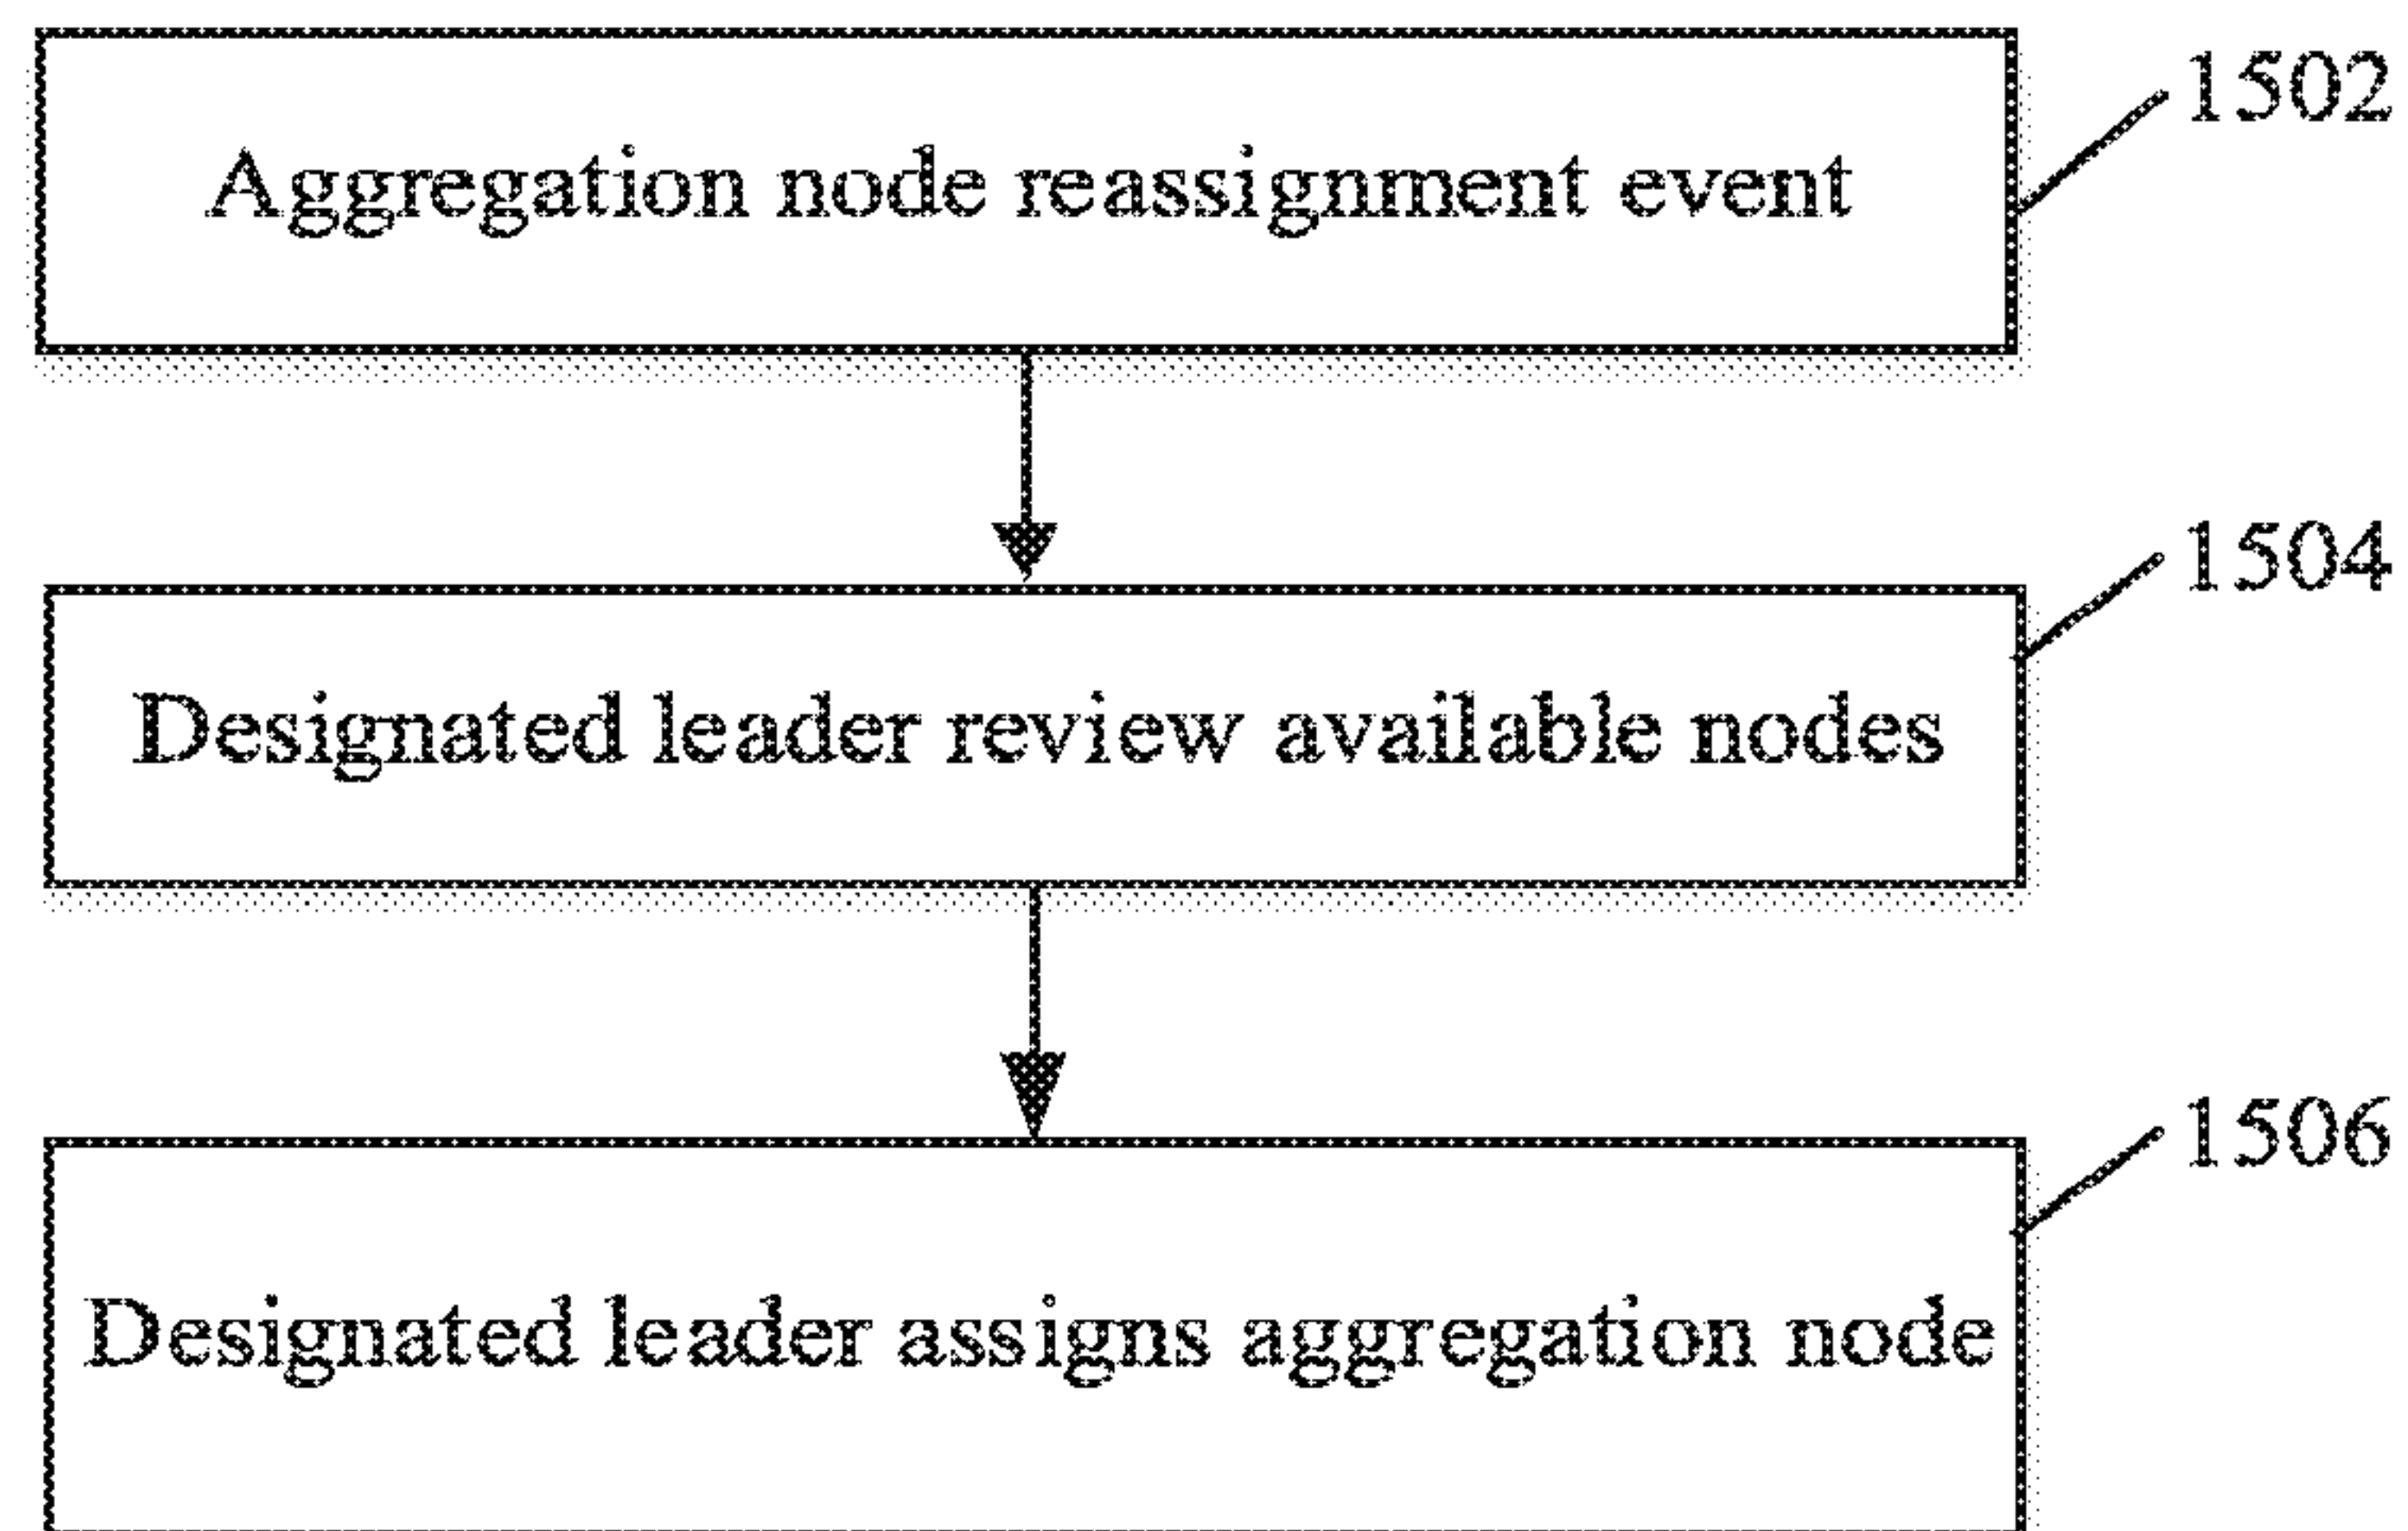 Aggregation node reassignment event
1502
Designated leader review available nodes
1504
Designated leader assigns aggregation node
1506